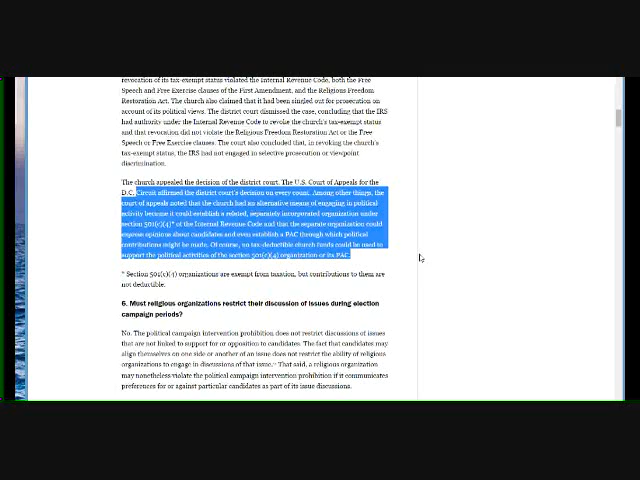 revocation of its tax-exempt status violated the Internal Revenue Code, both the Free
Speech and Free Exercise clauses of the First Amendment, and the Religious Freedom
Restoration Act. The church also claimed that it had been singled out for prosecution on
account of its political views. The district court dismissed the case, concluding that the IRS
had authority under the Internal Revenue Code to revoke the church's tax-exempt status
and that revocation did not violate the Religious Freedom Restoration Act or the Free
Speech or Free Exercise clauses. The court also concluded that, in revoking the church's
tax-exempt status, the IRS had not engaged in selective prosecution or viewpoint
discrimination.
The church appealed the decision of the district court. The U.S. Court of Appeals for the
D.C. Circuit affirmed the district court's decision on every count. Among other things, the
court of appeals noted that the church had an alternative means of engaging in political
activity because it could establish a related, separately incorporated organization under
section 501(c)(4)* of the Internal Revenue Code and that the separate organization could
express opinions about candidates and even establish a PAC through which political
contributions might be made. Of course, no tax-deductible church funds could be used to
support the political activities of the section 501(c)(4) organization or its PAC.
* Section 501(c)(4) organizations are exempt from taxation, but contributions to them are
not deductible.
6. Must religious organizations restrict their discussion of issues during election
campaign periods?
No. The political campaign intervention prohibition does not restrict discussions of issues
that are not linked to support for or opposition to candidates. The fact that candidates may
align themselves on one side or another of an issue does not restrict the ability of religious
organizations to engage in discussions of that issue. That said, a religious organization
may nonetheless violate the political campaign intervention prohibition if it communicates
preferences for or against particular candidates as part of its issue discussions.